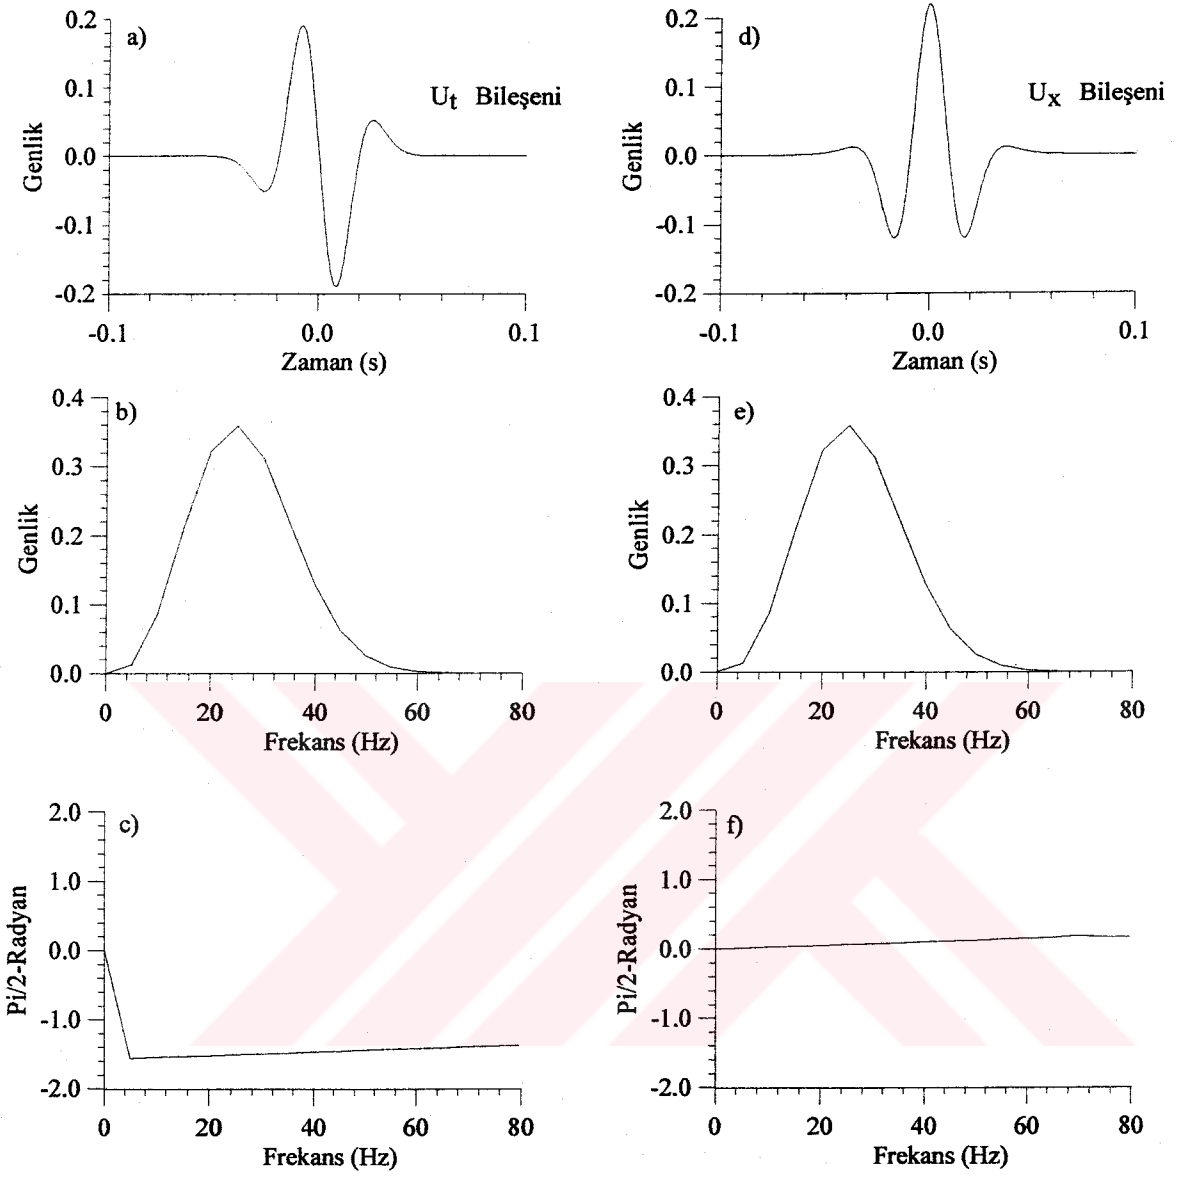 a)
U_t Bileşeni
Genlik
0.2
0.1
0.0
-0.1
-0.2
-0.1 0.0 0.1
Zaman (s)
d)
U_x Bileşeni
Genlik
0.2
0.1
0.0
-0.1
-0.2
-0.1 0.0 0.1
Zaman (s)
b)
Genlik
0.4
0.3
0.2
0.1
0.0
0 20 40 60 80
Frekans (Hz)
e)
Genlik
0.4
0.3
0.2
0.1
0.0
0 20 40 60 80
Frekans (Hz)
c)
Pi/2-Radyan
2.0
1.0
0.0
-1.0
-2.0
0 20 40 60 80
Frekans (Hz)
f)
Pi/2-Radyan
2.0
1.0
0.0
-1.0
-2.0
0 20 40 60 80
Frekans (Hz)